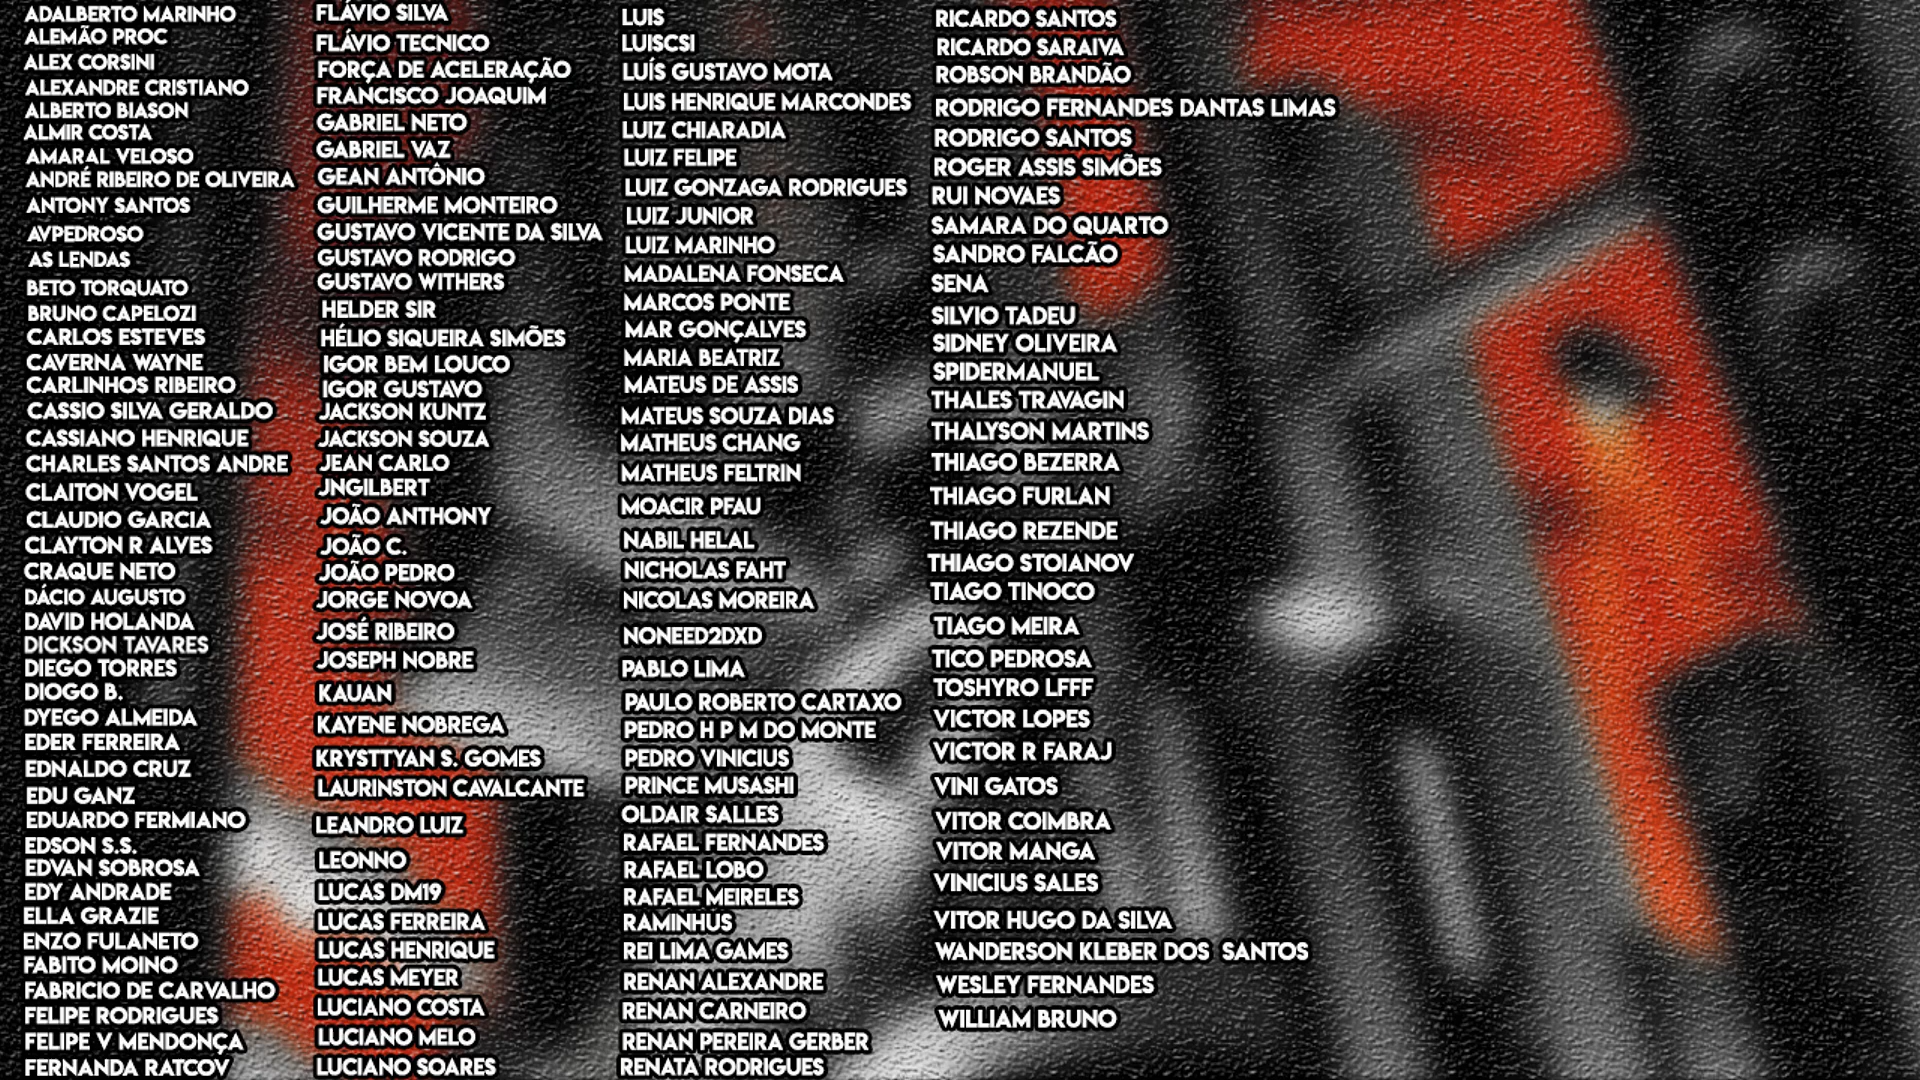 ADALBERTO MARINHO
ALEMÃO PROC
ALEX CORSINI
ALEXANDRE CRISTIANO
ALBERTO BIASON
ALMIR COSTA
AMARAL VELOSO
ANDRÉ RIBEIRO DE OLIVEIRA
ANTONY SANTOS
AVPEDROSO
AS LENDAS
BETO TORQUATO
BRUNO CAPELOZI
CARLOS ESTEVES
CAVERNA WAYNE
CARLINHOS RIBEIRO
CASSIO SILVA GERALDO
CASSIANO HENRIQUE
CHARLES SANTOS ANDRE
CLAITON VOGEL
CLAUDIO GARCIA
CLAYTON R ALVES
CRAQUE NETO
DÁCIO AUGUSTO
DAVID HOLANDA
DICKSON TAVARES
DIEGO TORRES
DIOGO B.
DYEGO ALMEIDA
EDER FERREIRA
EDNALDO CRUZ
EDU GANZ
EDUARDO FERMIANO
EDSON S.S.
EDVAN SOBROSA
EDY ANDRADE
ELLA GRAZIE
ENZO FULANETO
FABITO MOINO
FABRICIO DE CARVALHO
FELIPE RODRIGUES
FELIPE V MENDONÇA
FERNANDA RATCOV
FLÁVIO SILVA
FLÁVIO TECNICO
FORÇA DE ACELERAÇÃO
FRANCISCO JOAQUIM
GABRIEL NETO
GABRIEL VAZ
GEAN ANTÔNIO
GUILHERME MONTEIRO
GUSTAVO VICENTE DA SILVA
GUSTAVO RODRIGO
GUSTAVO WITHERS
HELDER SIR
HÉLIO SIQUEIRA SIMÕES
IGOR BEM LOUCO
IGOR GUSTAVO
JACKSON KUNTZ
JACKSON SOUZA
JEAN CARLO
JNGILBERT
JOÃO ANTHONY
JOÃO C.
JOÃO PEDRO
JORGE NOVOA
JOSÉ RIBEIRO
JOSEPH NOBRE
KAUAN
KAYENE NOBREGA
KRYSTTYAN S. GOMES
LAURINSTON CAVALCANTE
LEANDRO LUIZ
LEONNO
LUCAS DM19
LUCAS FERREIRA
LUCAS HENRIQUE
LUCAS MEYER
LUCIANO COSTA
LUCIANO MELO
LUCIANO SOARES
LUIS
LUISCSI
LUÍS GUSTAVO MOTA
LUIS HENRIQUE MARCONDES
LUIZ CHIARADIA
LUIZ FELIPE
LUIZ GONZAGA RODRIGUES
LUIZ JUNIOR
LUIZ MARINHO
MADALENA FONSECA
MARCOS PONTE
MAR GONÇALVES
MARIA BEATRIZ
MATEUS DE ASSIS
MATEUS SOUZA DIAS
MATHEUS CHANG
MATHEUS FELTRIN
MOACIR PFAU
NABIL HELAL
NICHOLAS FAHT
NICOLAS MOREIRA
NONEED2DXD
PABLO LIMA
PAULO ROBERTO CARTAXO
PEDRO H P M DO MONTE
PEDRO VINICIUS
PRINCE MUSASHI
OLDAIR SALLES
RAFAEL FERNANDES
RAFAEL LOBO
RAFAEL MEIRELES
RAMINHÚS
REI LIMA GAMES
RENAN ALEXANDRE
RENAN CARNEIRO
RENAN PEREIRA GERBER
RENATA RODRIGUES
RICARDO SANTOS
RICARDO SARAIVA
ROBSON BRANDÃO
RODRIGO FERNANDES DANTAS LIMAS
RODRIGO SANTOS
ROGER ASSIS SIMÕES
RUI NOVAES
SAMARA DO QUARTO
SANDRO FALCÃO
SENA
SILVIO TADEU
SIDNEY OLIVEIRA
SPIDERMANUEL
THALES TRAVAGIN
THALYSON MARTINS
THIAGO BEZERRA
THIAGO FURLAN
THIAGO REZENDE
THIAGO STOIANOV
TIAGO TINOCO
TIAGO MEIRA
TICO PEDROSA
TOSHYRO LFFF
VICTOR LOPES
VICTOR R FARAJ
VINI GATOS
VITOR COIMBRA
VITOR MANGA
VINICIUS SALES
VITOR HUGO DA SILVA
WANDERSON KLEBER DOS SANTOS
WESLEY FERNANDES
WILLIAM BRUNO